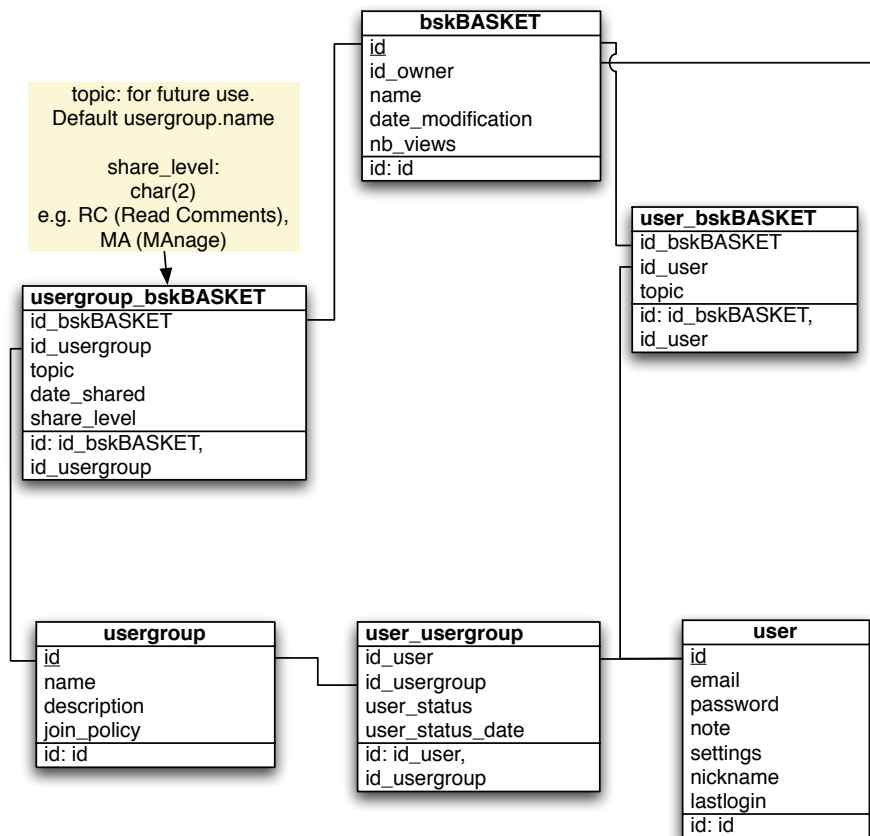 bskBASKET
id
id_owner
name
date_modification
nb_views
id: id
topic: for future use.
Default usergroup.name
share_level:
char(2)
e.g. RC (Read Comments),
MA (MAnage)
user_bskBASKET
id_bskBASKET
id_user
topic
id: id_bskBASKET,
id_user
usergroup_bskBASKET
id_bskBASKET
id_usergroup
topic
date_shared
share_level
id: id_bskBASKET,
id_usergroup
usergroup
id
name
description
join_policy
id: id
user_usergroup
id_user
id_usergroup
user_status
user_status_date
id: id_user,
id_usergroup
user
id
email
password
note
settings
nickname
lastlogin
id: id